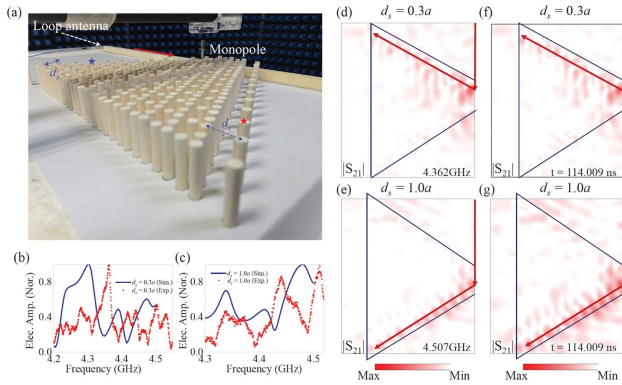 (a)
Loop antenna
Monopole
d_s
d_s
(b)
Elec. Amp. (Nor.)
0.8
0.4
0.0
d_s = 0.3a (Sim.)
d_s = 0.3a (Exp.)
4.2 4.3 4.4 4.5
Frequency (GHz)
(c)
0.8
0.4
0.0
d_s = 1.0a (Sim.)
d_s = 1.0a (Exp.)
4.3 4.4 4.5
Frequency (GHz)
(d) d_s = 0.3a
|S21|
4.362GHz
(e) d_s = 1.0a
|S21|
4.507GHz
Max Min
(f) d_s = 0.3a
|S21|
t = 114.009 ns
(g) d_s = 1.0a
|S21|
t = 114.009 ns
Max Min